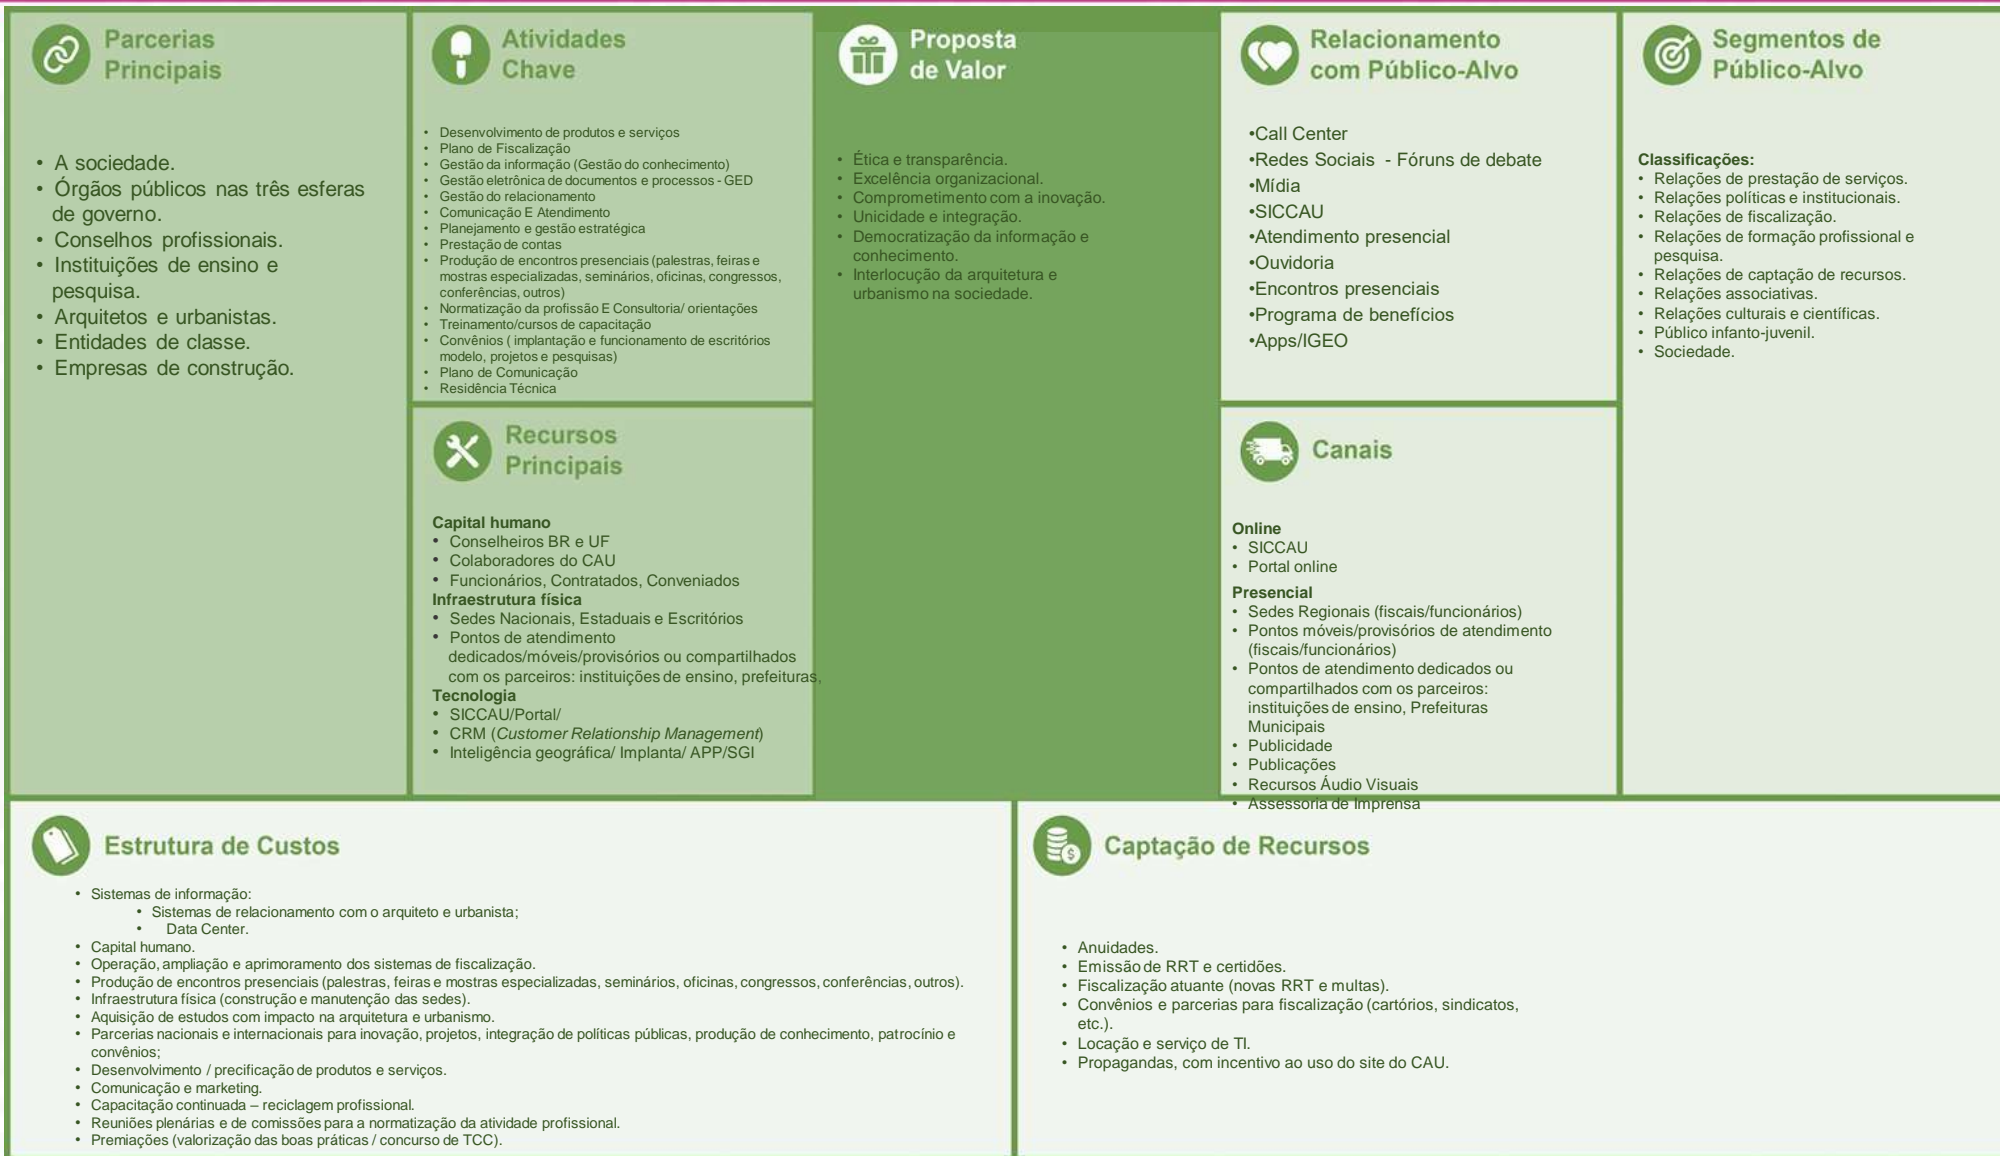 Parcerias
Principais
• A sociedade.
• Órgãos públicos nas três esferas
de governo.
• Conselhos profissionais.
• Instituições de ensino e
pesquisa.
• Arquitetos e urbanistas.
• Entidades de classe.
• Empresas de construção.
Atividades
Chave
• Desenvolvimento de produtos e serviços
• Plano de Fiscalização
• Gestão da informação (Gestão do conhecimento)
• Gestão eletrônica de documentos e processos - GED
• Gestão do relacionamento
• Comunicação E Atendimento
• Planejamento e gestão estratégica
• Prestação de contas
• Produção de encontros presenciais (palestras, feiras e
mostras especializadas, seminários, oficinas, congressos,
conferências, outros)
• Normatização da profissão E Consultoria/ orientações
• Treinamento/cursos de capacitação
• Convênios ( implantação e funcionamento de escritórios
modelo, projetos e pesquisas)
• Plano de Comunicação
• Residência Técnica
Recursos
Principais
Capital humano
• Conselheiros BR e UF
• Colaboradores do CAU
• Funcionários, Contratados, Conveniados
Infraestrutura física
• Sedes Nacionais, Estaduais e Escritórios
• Pontos de atendimento
dedicados/móveis/provisórios ou compartilhados
com os parceiros: instituições de ensino, prefeituras,
Tecnologia
• SICCAU/Portal/
• CRM (Customer Relationship Management)
• Inteligência geográfica/ Implanta/ APP/SGI
Proposta
de Valor
• Ética e transparência.
• Excelência organizacional.
• Comprometimento com a inovação.
• Unicidade e integração.
• Democratização da informação e
conhecimento.
• Interlocução da arquitetura e
urbanismo na sociedade.
Relacionamento
com Público-Alvo
•Call Center
•Redes Sociais - Fóruns de debate
•Mídia
•SICCAU
•Atendimento presencial
•Ouvidoria
•Encontros presenciais
•Programa de benefícios
•Apps/IGEO
Canais
Online
• SICCAU
• Portal online
Presencial
• Sedes Regionais (fiscais/funcionários)
• Pontos móveis/provisórios de atendimento
(fiscais/funcionários)
• Pontos de atendimento dedicados ou
compartilhados com os parceiros:
instituições de ensino, Prefeituras
Municipais
• Publicidade
• Publicações
• Recursos Áudio Visuais
• Assessoria de Imprensa
Segmentos de
Público-Alvo
Classificações:
• Relações de prestação de serviços.
• Relações políticas e institucionais.
• Relações de fiscalização.
• Relações de formação profissional e
pesquisa.
• Relações de captação de recursos.
• Relações associativas.
• Relações culturais e científicas.
• Público infanto-juvenil.
• Sociedade.
Estrutura de Custos
• Sistemas de informação:
• Sistemas de relacionamento com o arquiteto e urbanista;
• Data Center.
• Capital humano.
• Operação, ampliação e aprimoramento dos sistemas de fiscalização.
• Produção de encontros presenciais (palestras, feiras e mostras especializadas, seminários, oficinas, congressos, conferências, outros).
• Infraestrutura física (construção e manutenção das sedes).
• Aquisição de estudos com impacto na arquitetura e urbanismo.
• Parcerias nacionais e internacionais para inovação, projetos, integração de políticas públicas, produção de conhecimento, patrocínio e
convênios;
• Desenvolvimento / precificação de produtos e serviços.
• Comunicação e marketing.
• Capacitação continuada – reciclagem profissional.
• Reuniões plenárias e de comissões para a normatização da atividade profissional.
• Premiações (valorização das boas práticas / concurso de TCC).
Captação de Recursos
• Anuidades.
• Emissão de RRT e certidões.
• Fiscalização atuante (novas RRT e multas).
• Convênios e parcerias para fiscalização (cartórios, sindicatos,
etc.).
• Locação e serviço de TI.
• Propagandas, com incentivo ao uso do site do CAU.